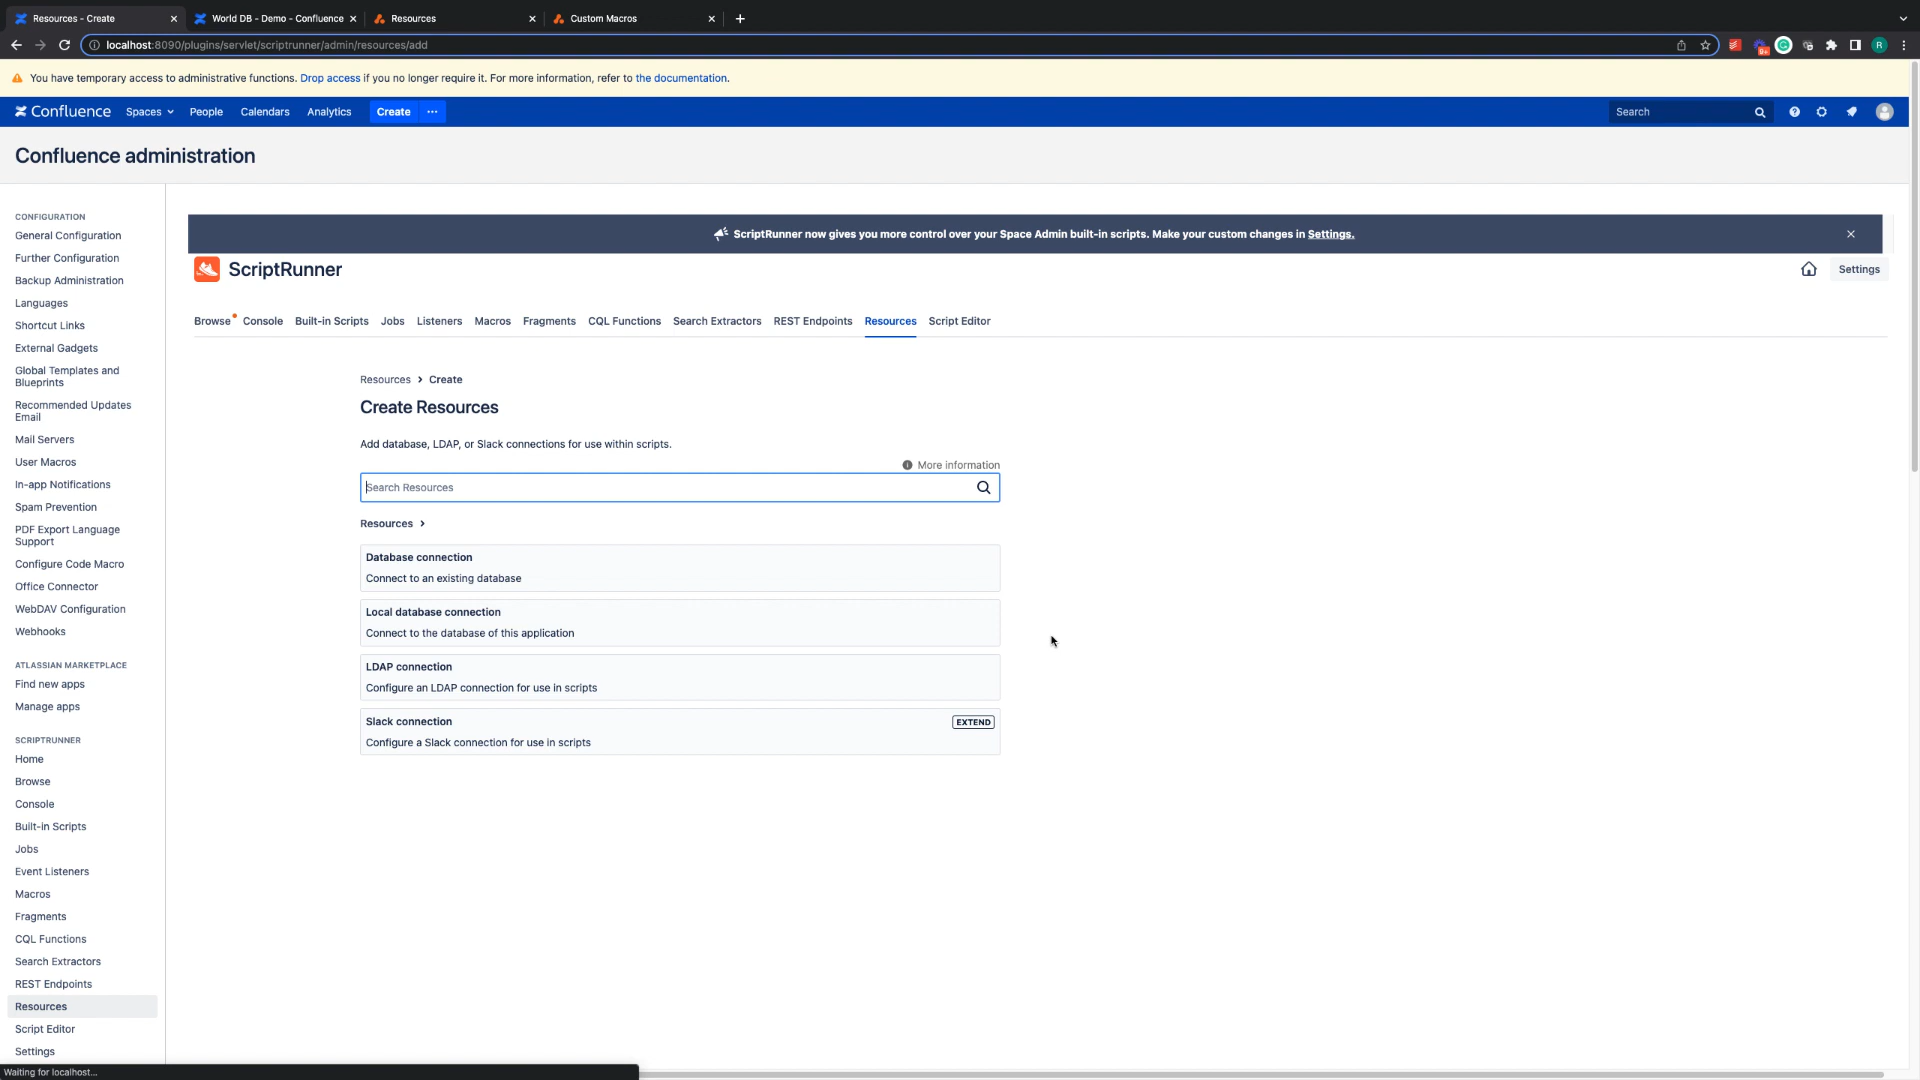 Resources - Create
World DB - Demo - Confluence
Resources
Custom Macros
localhost:8090/plugins/servlet/scriptrunner/admin/resources/add
R
You have temporary access to administrative functions. Drop access if you no longer require it. For more information, refer to the documentation.
Confluence Spaces People Calendars Analytics Create ... Search
Confluence administration
CONFIGURATION
General Configuration
Further Configuration
Backup Administration
Languages
Shortcut Links
External Gadgets
Global Templates and
Blueprints
Recommended Updates
Email
Mail Servers
User Macros
In-app Notifications
Spam Prevention
PDF Export Language
Support
Configure Code Macro
Office Connector
WebDAV Configuration
Webhooks
ATLASSIAN MARKETPLACE
Find new apps
Manage apps
SCRIPTRUNNER
Home
Browse
Console
Built-in Scripts
Jobs
Event Listeners
Macros
Fragments
CQL Functions
Search Extractors
REST Endpoints
Resources
Script Editor
Settings
ScriptRunner now gives you more control over your Space Admin built-in scripts. Make your custom changes in Settings.
ScriptRunner
Settings
Browse Console Built-in Scripts Jobs Listeners Macros Fragments CQL Functions Search Extractors REST Endpoints Resources Script Editor
Resources > Create
Create Resources
Add database, LDAP, or Slack connections for use within scripts.
More information
Search Resources
Resources >
Database connection
Connect to an existing database
Local database connection
Connect to the database of this application
LDAP connection
Configure an LDAP connection for use in scripts
Slack connection
EXTEND
Configure a Slack connection for use in scripts
Waiting for localhost...